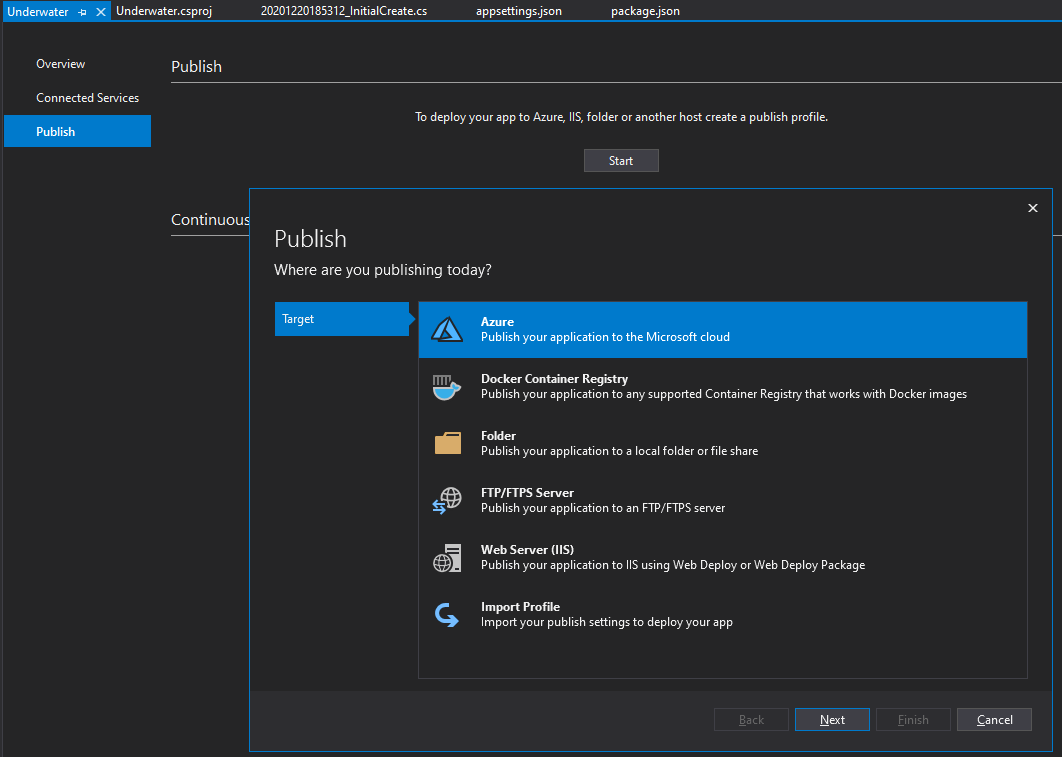 Underwater
Underwater.csproj
20201220185312_InitialCreate.cs
appsettings.json
package.json
Overview
Connected Services
Publish
Publish
To deploy your app to Azure, IIS, folder or another host create a publish profile.
Start
Continuous
Publish
Where are you publishing today?
Target
Azure
Publish your application to the Microsoft cloud
Docker Container Registry
Publish your application to any supported Container Registry that works with Docker images
Folder
Publish your application to a local folder or file share
FTP/FTPS Server
Publish your application to an FTP/FTPS server
Web Server (IIS)
Publish your application to IIS using Web Deploy or Web Deploy Package
Import Profile
Import your publish settings to deploy your app
Back
Next
Finish
Cancel